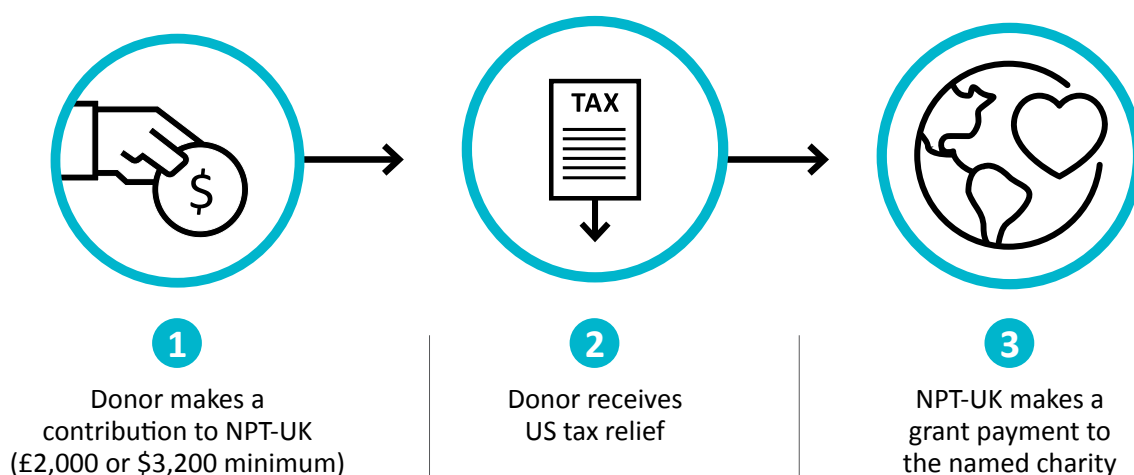 $
TAX
1
Donor makes a
contribution to NPT-UK
(£2,000 or $3,200 minimum)
2
Donor receives
US tax relief
3
NPT-UK makes a
grant payment to
the named charity